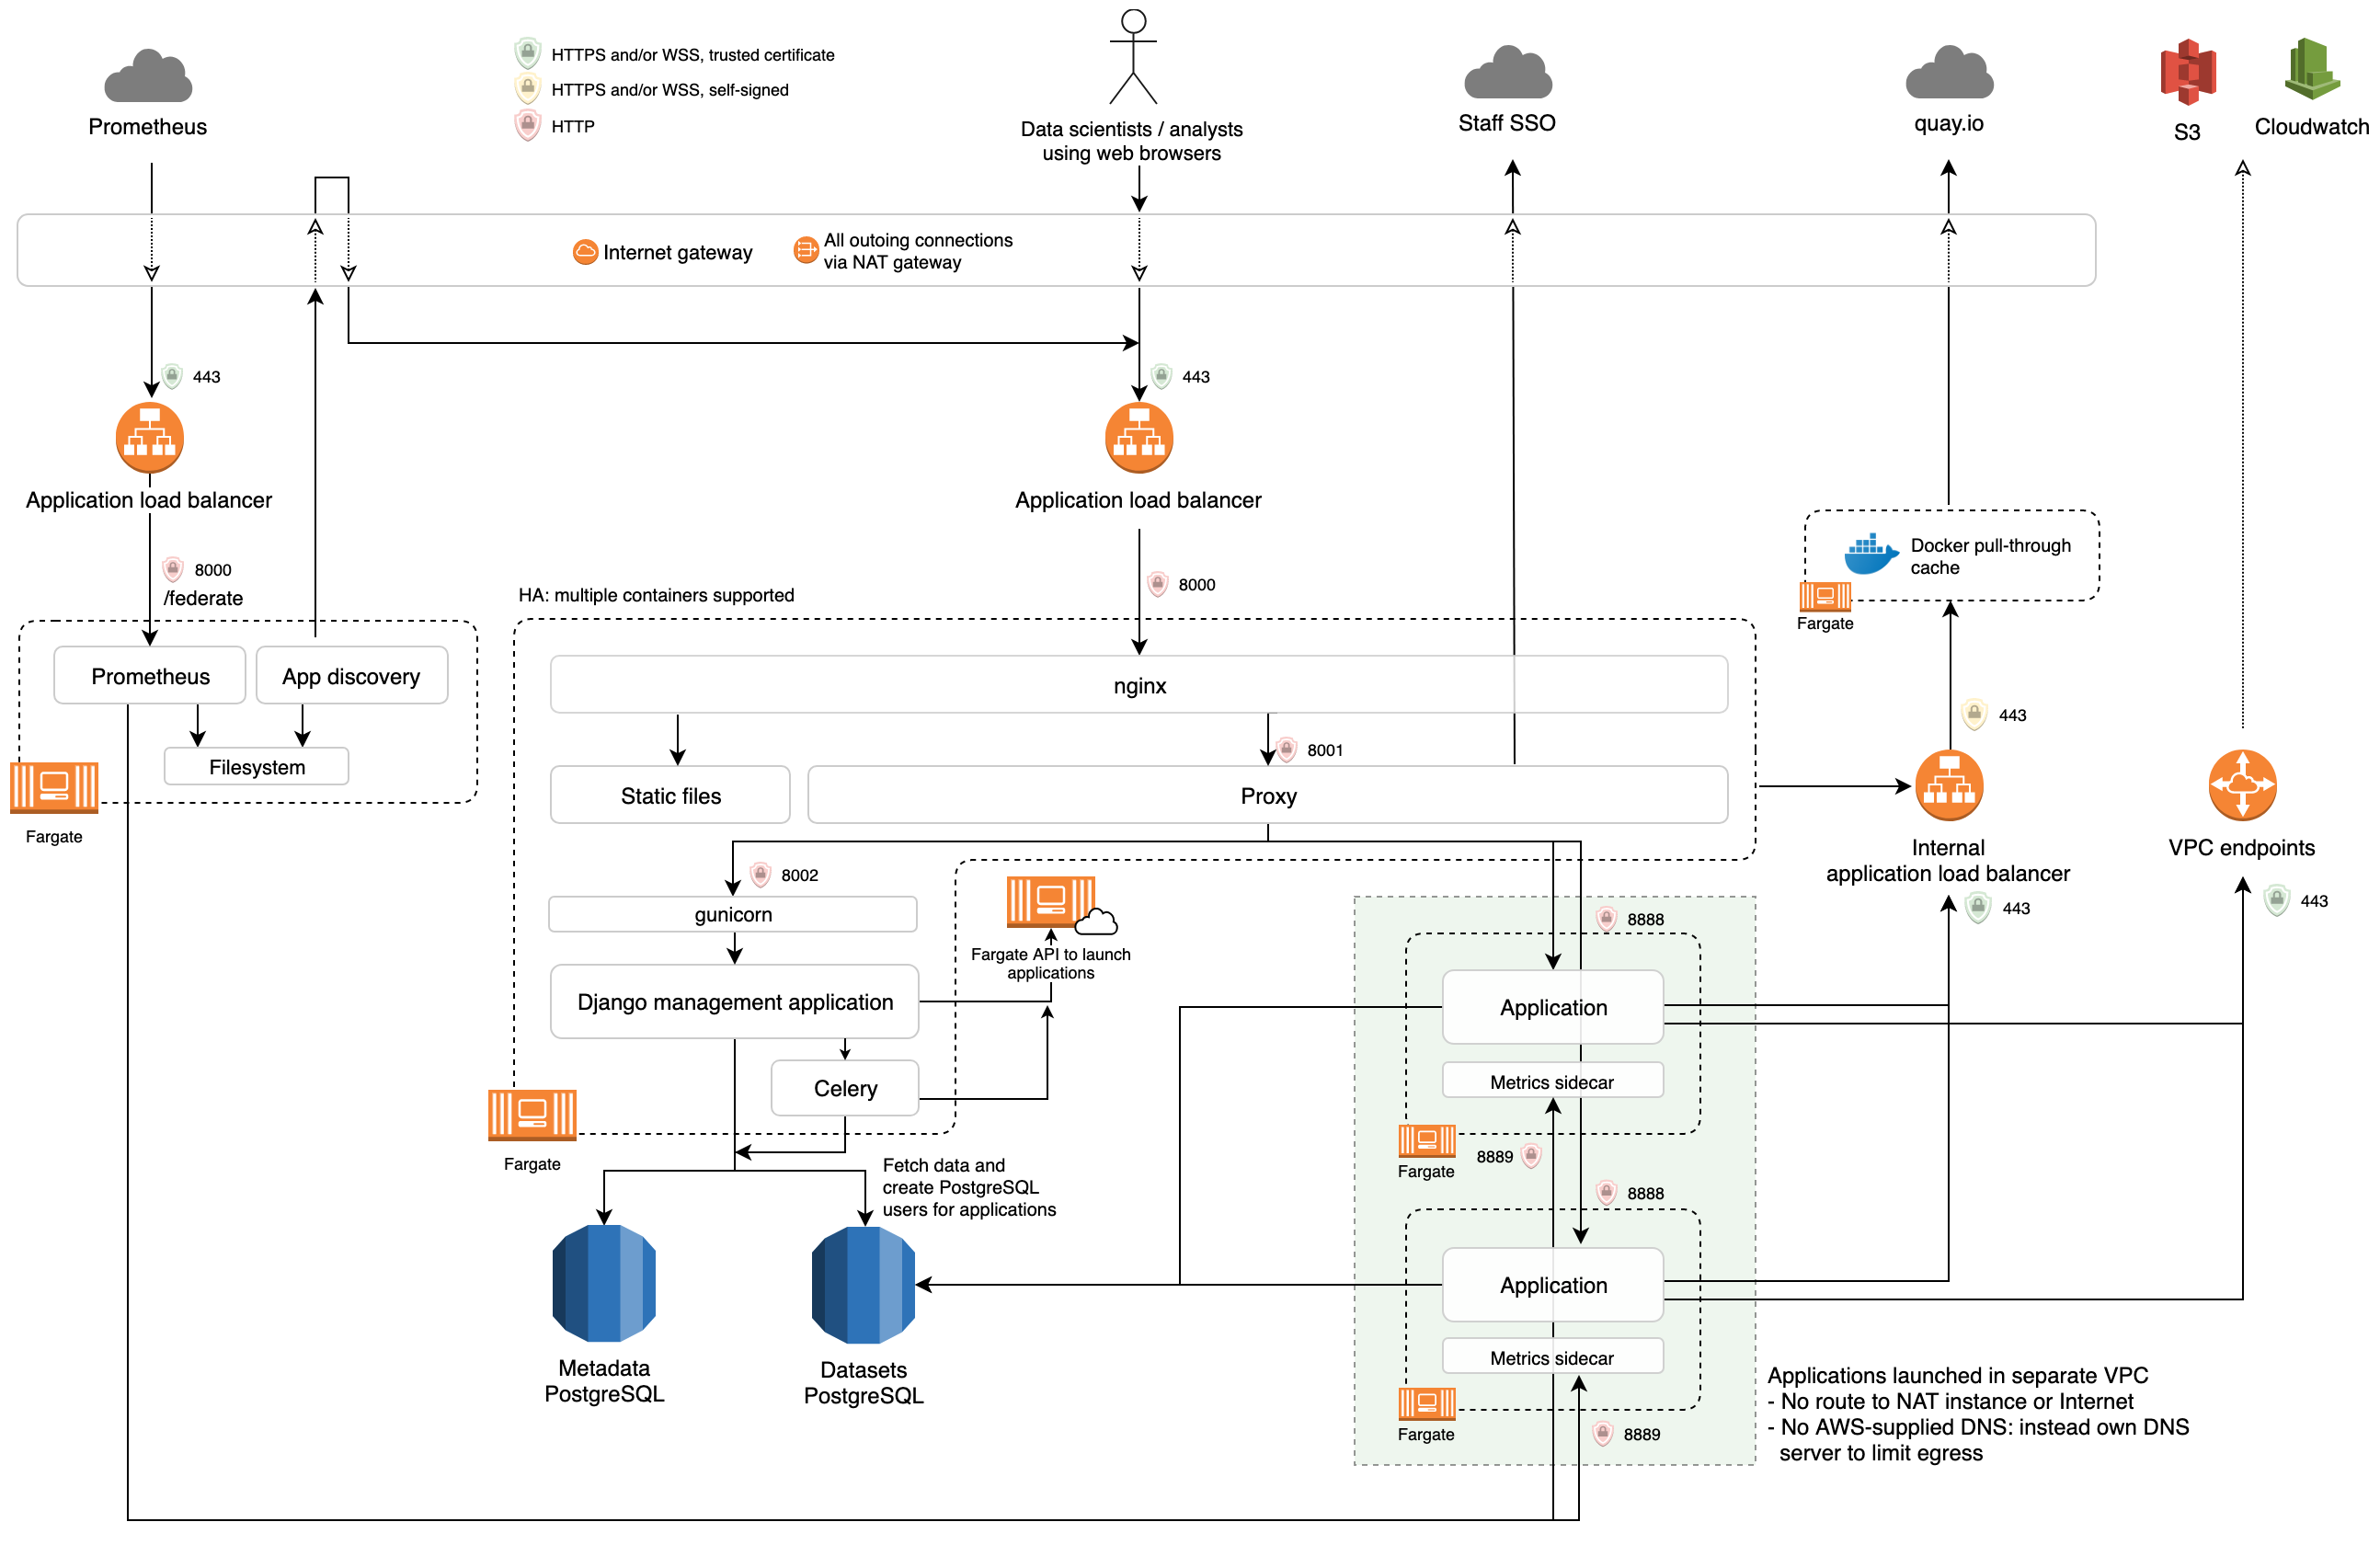 Prometheus
HTTPS and/or WSS, trusted certificate
HTTPS and/or WSS, self-signed
HTTP
Data scientists / analysts
using web browsers
Staff SSO
quay.io
S3
Cloudwatch
Internet gateway
All outoing connections
via NAT gateway
443
443
Application load balancer
Application load balancer
8000
/federate
8000
Docker pull-through
cache
Fargate
HA: multiple containers supported
Prometheus
App discovery
Filesystem
Fargate
nginx
8001
443
Static files
Proxy
Internal
application load balancer
443
VPC endpoints
443
8002
gunicorn
Fargate API to launch
applications
Django management application
Celery
Fargate
8888
Application
Metrics sidecar
Fargate
8889
8888
Fetch data and
create PostgreSQL
users for applications
Metadata
PostgreSQL
Datasets
PostgreSQL
Application
Metrics sidecar
Fargate
8889
Applications launched in separate VPC
- No route to NAT instance or Internet
- No AWS-supplied DNS: instead own DNS
server to limit egress